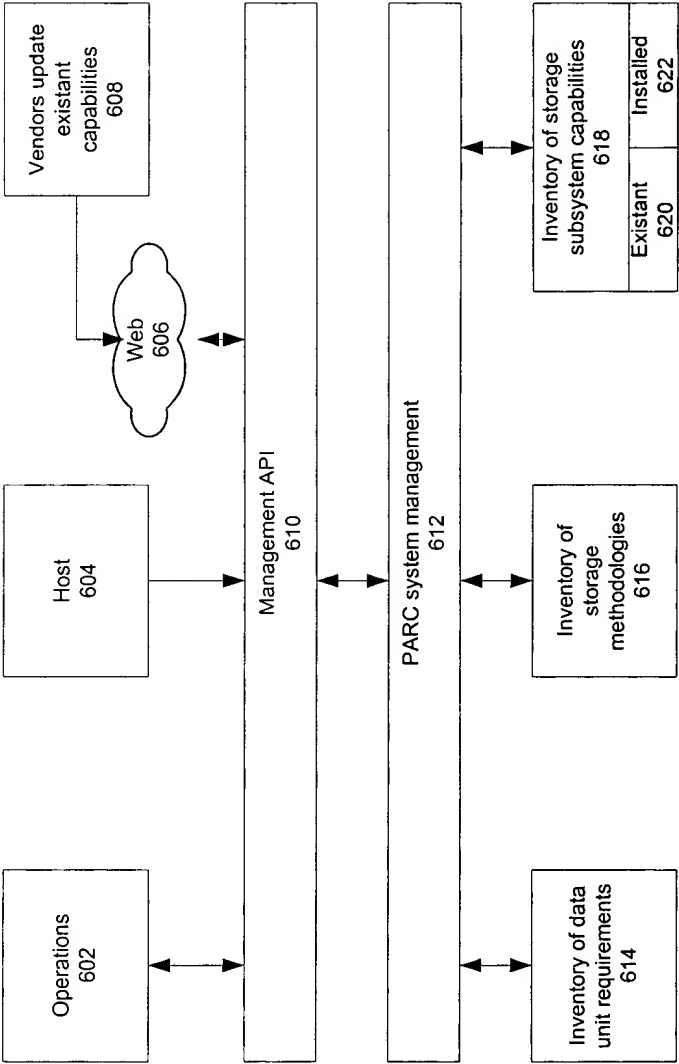 Operations
602
Host
604
Vendors update
existant
capabilities
608
Web
606
Management API
610
PARC system management
612
Inventory of data
unit requirements
614
Inventory of
storage
methodologies
616
Inventory of storage
subsystem capabilities
618
Existant
620
Installed
622